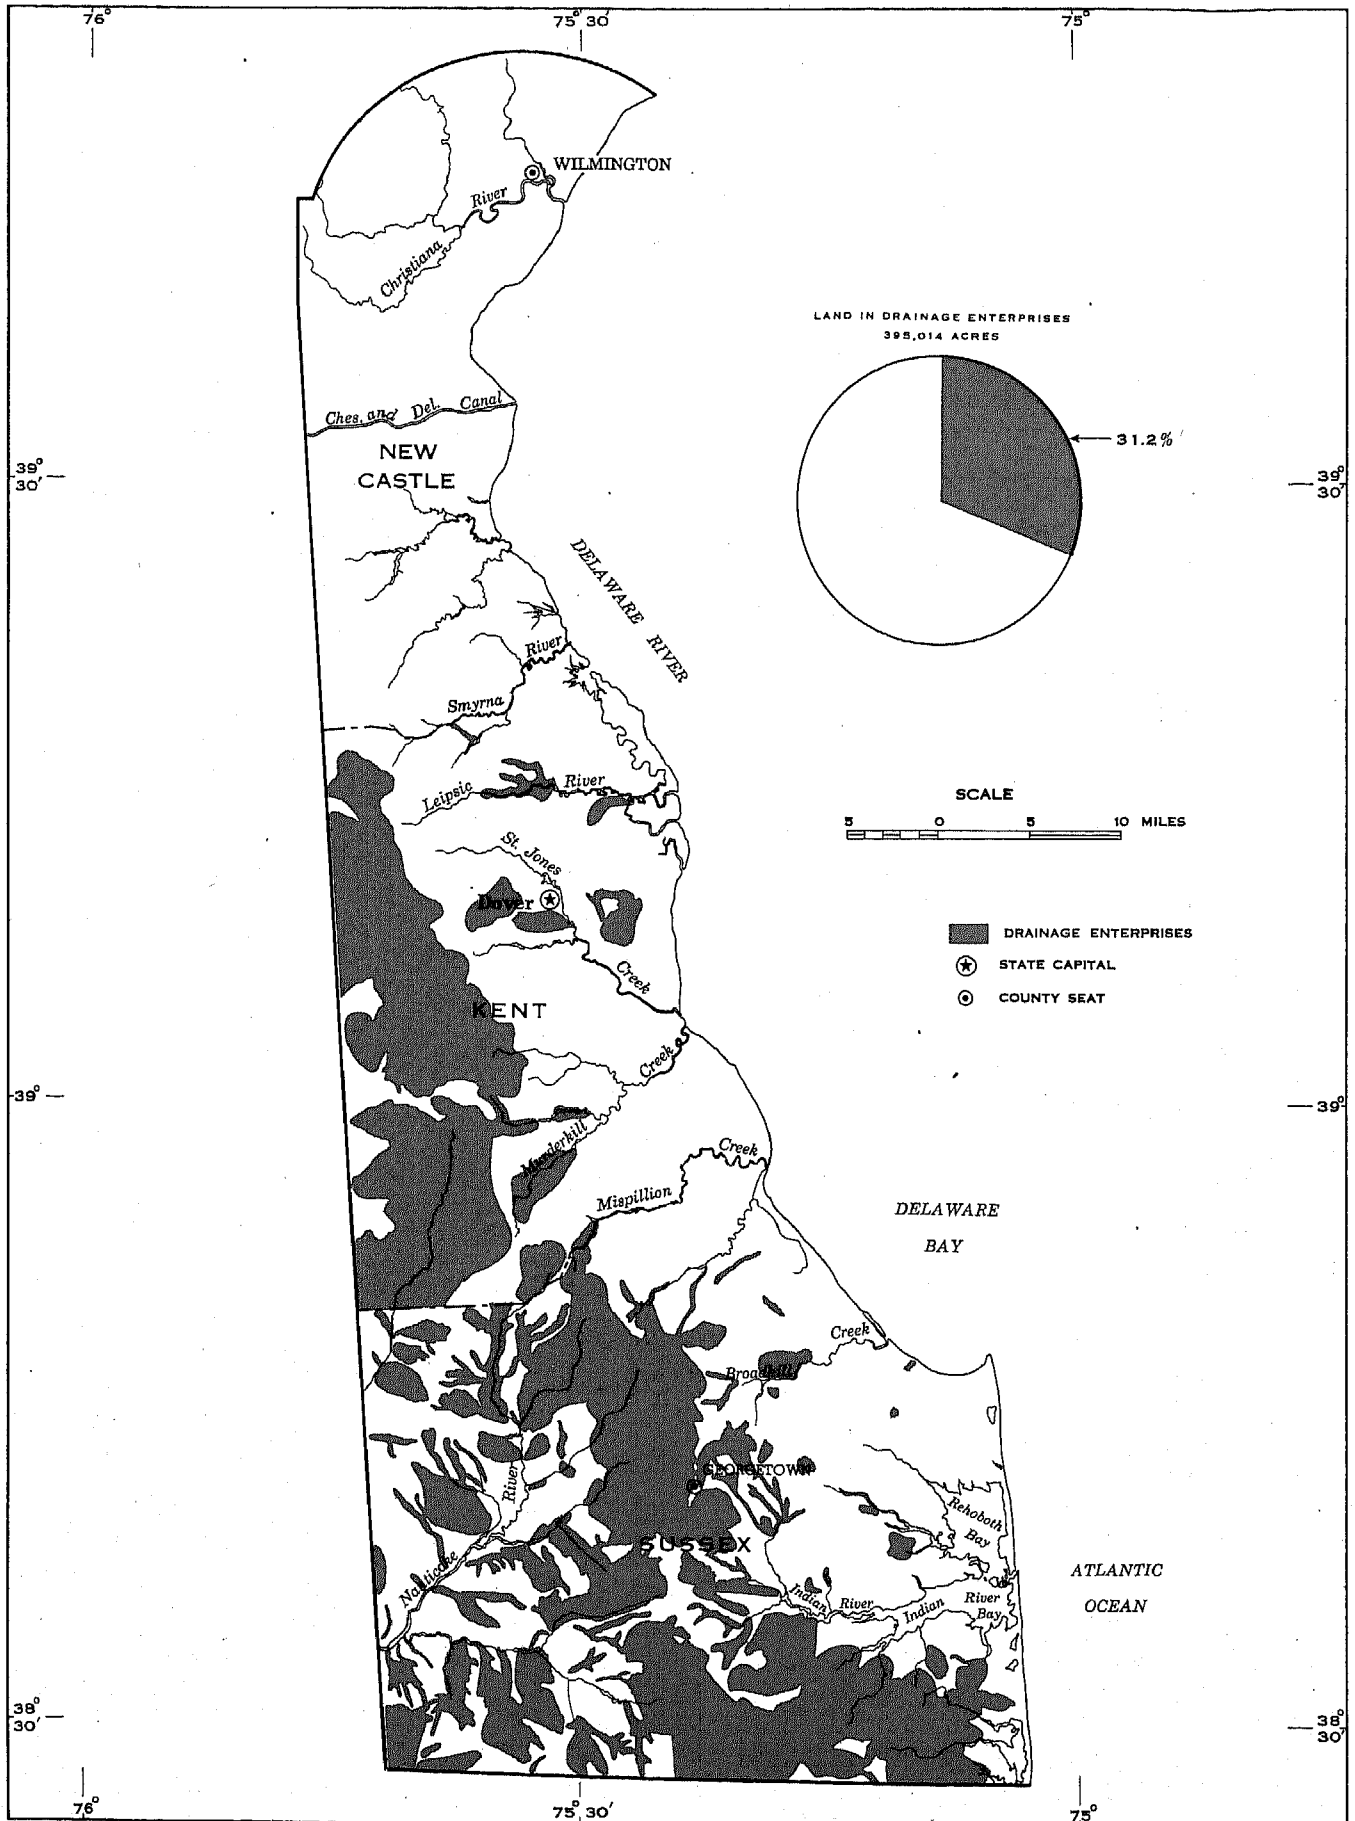 76°
75° 30'
75°
WILMINGTON
River
Christiana
LAND IN DRAINAGE ENTERPRISES
395,014 ACRES
31.2%
Ches. and Del. Canal
NEW
CASTLE
39°
30'
39°
30'
DELAWARE RIVER
River
Smyrna
Leipsic River
SCALE
5 0 5 10 MILES
St. Jones
Dover
DRAINAGE ENTERPRISES
STATE CAPITAL
COUNTY SEAT
Creek
KENT
Creek
39°
39°
Murderkill
Creek
Mispillion
DELAWARE
BAY
Creek
Broadkill
GEORGETOWN
River
Rehoboth
Bay
SUSSEX
Nanticoke
Indian River
Indian
River
Bay
ATLANTIC
OCEAN
38°
30'
38°
30'
76°
75° 30'
75°